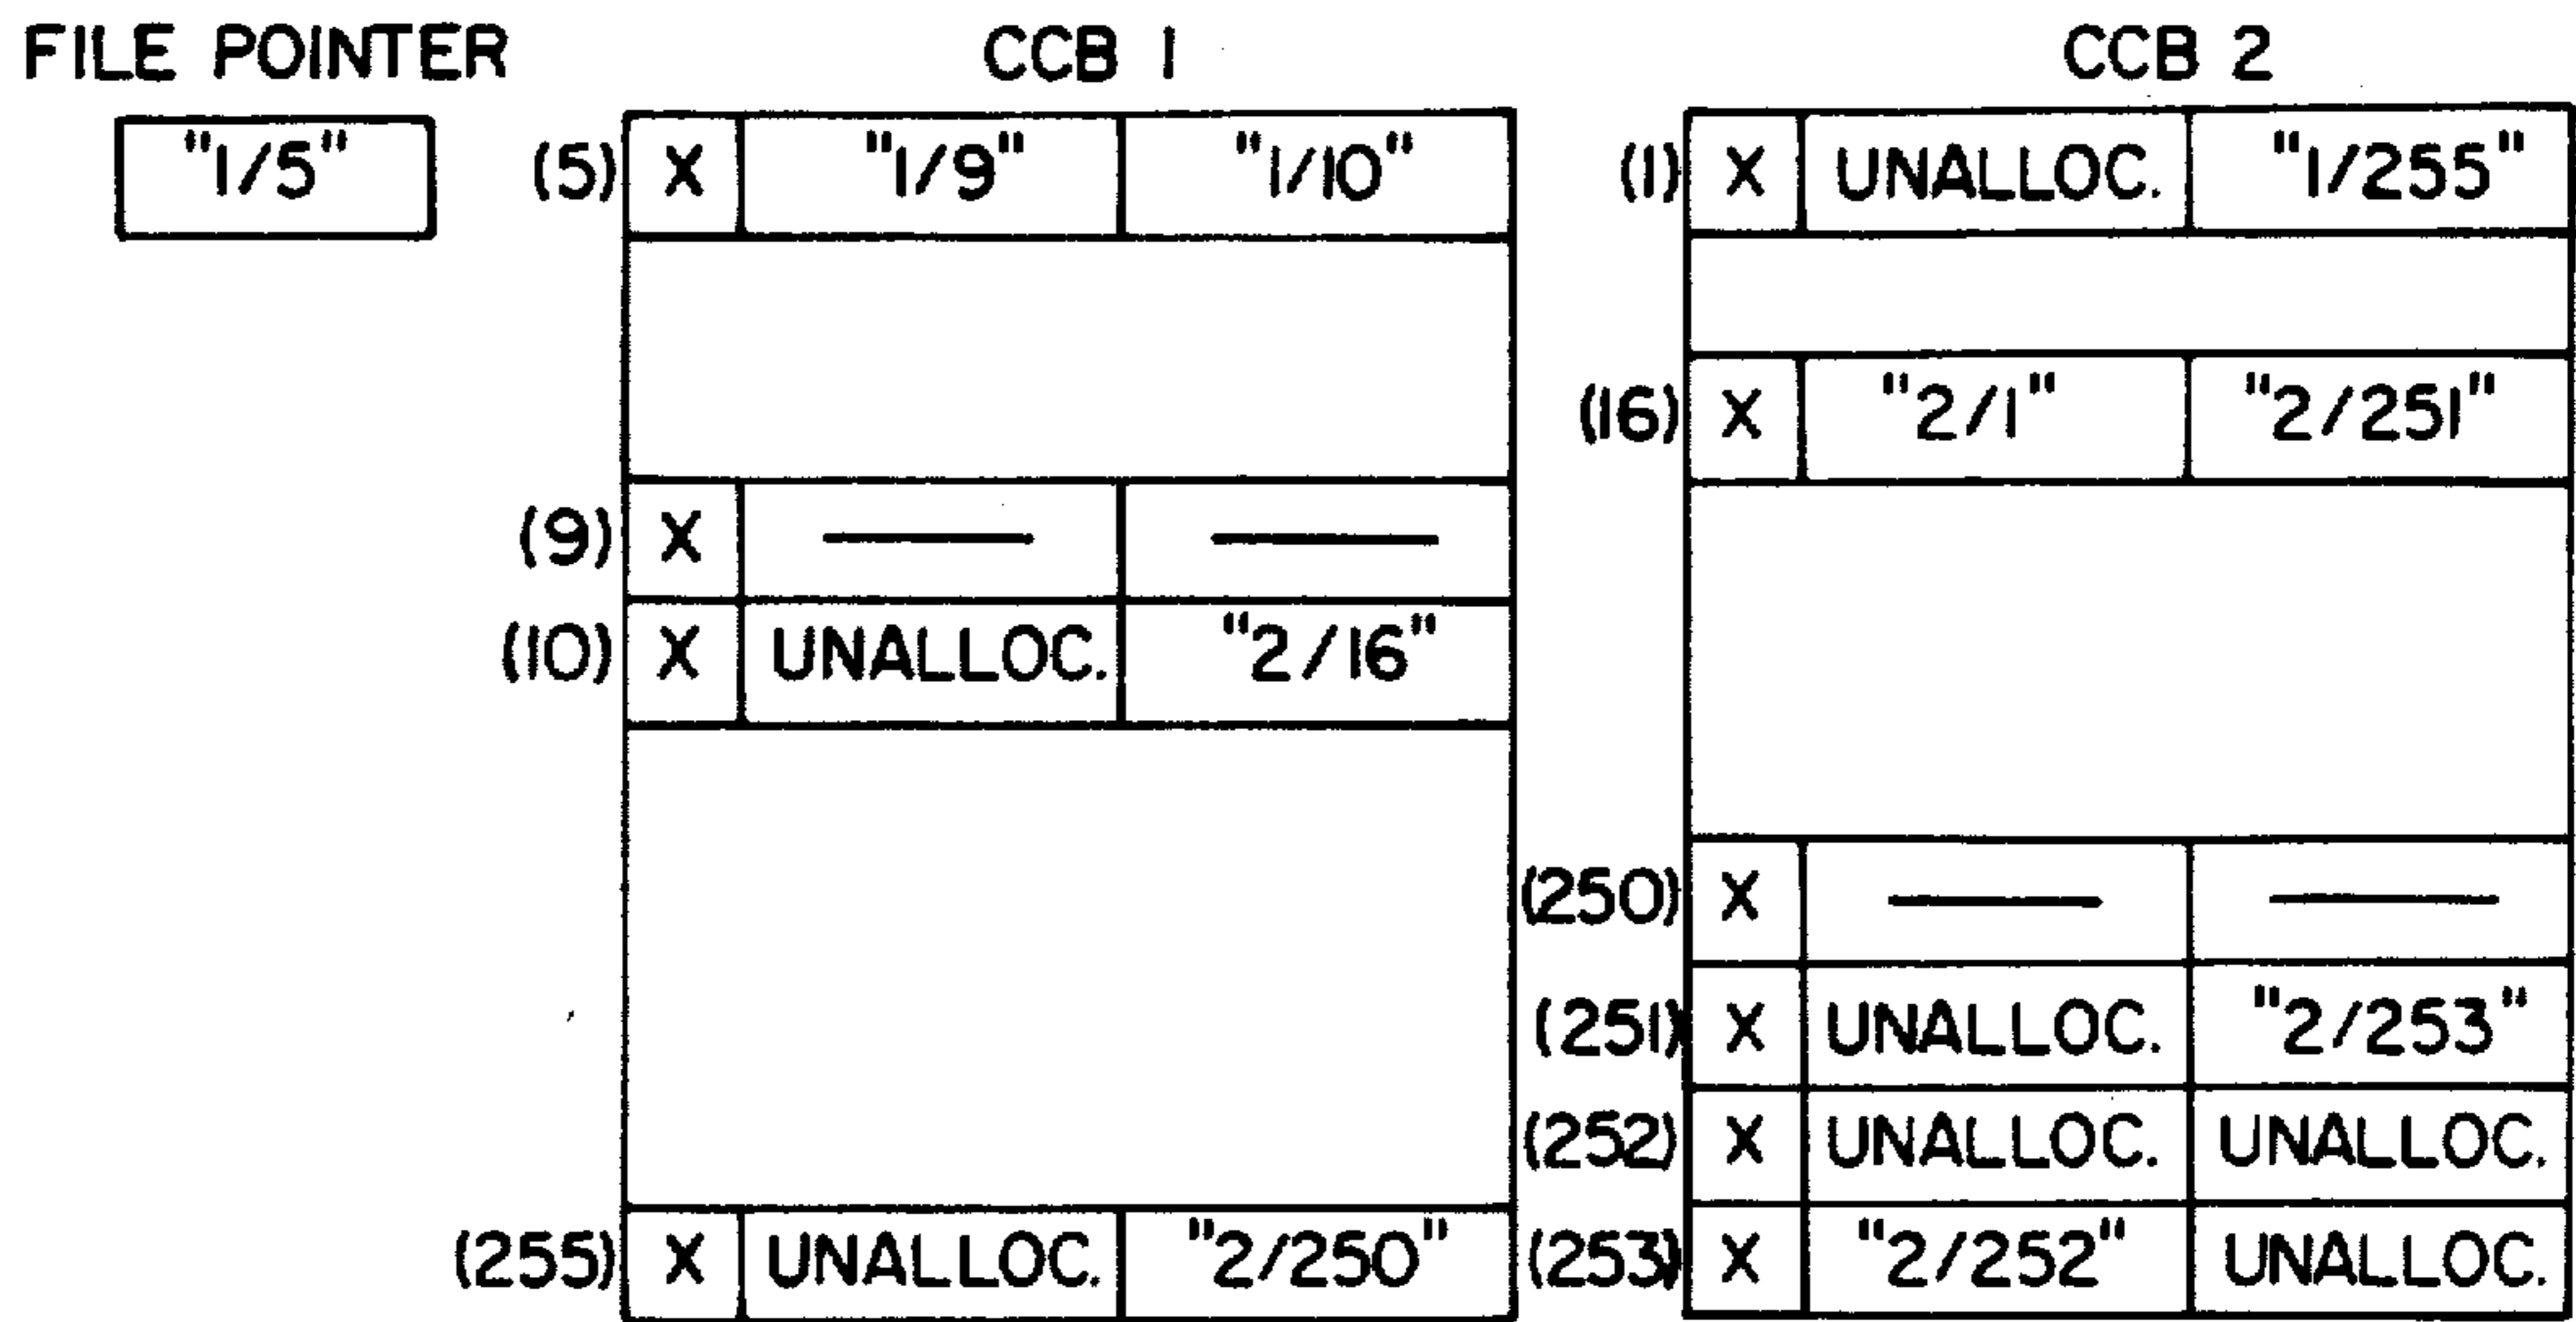 FILE POINTER CCB 1 CCB 2
"1/5" (5) X "1/9" "1/10" (1) X UNALLOC. "1/255"
(16) X "2/1" "2/251"
(9) X — —
(10) X UNALLOC. "2/16"
(250) X — —
(251) X UNALLOC. "2/253"
(252) X UNALLOC. UNALLOC.
(255) X UNALLOC. "2/250" (253) X "2/252" UNALLOC.